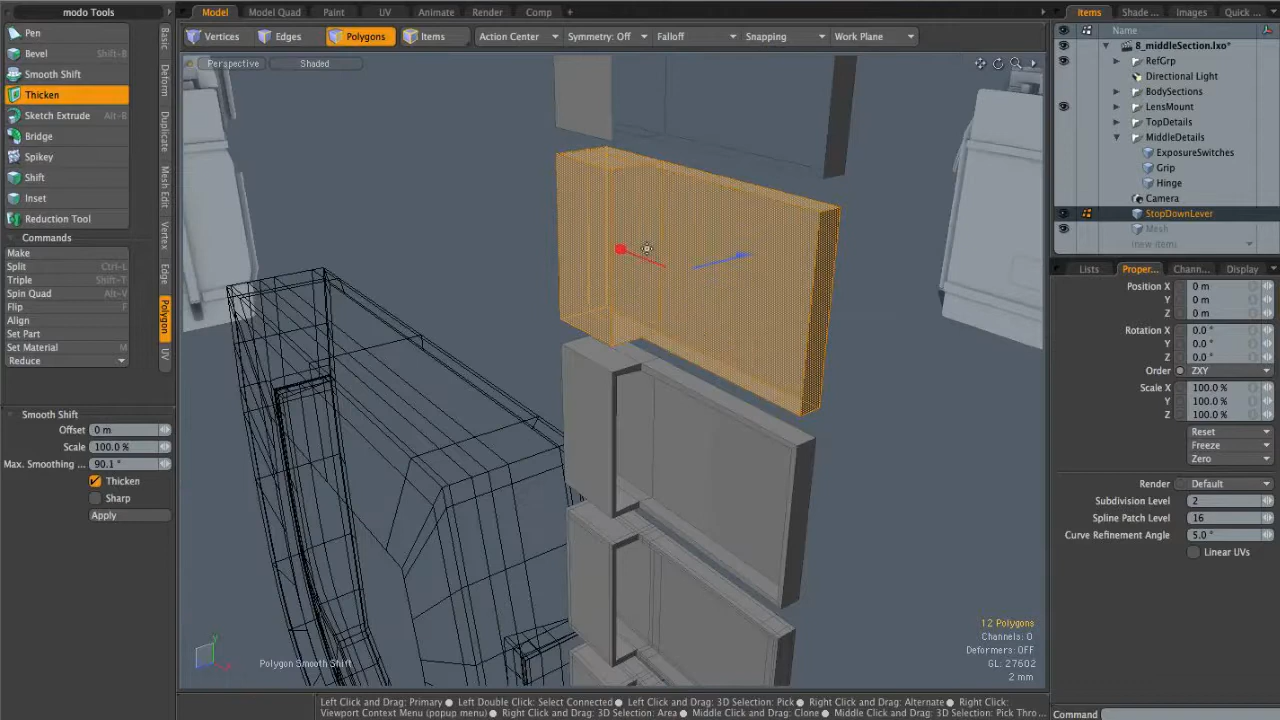 modo Tools
Model
Model Quad
Paint
UV
Animate
Render
Comp
+
Items
Shade ...
Images
Quick ...
Pen
Bevel Shift-B
Smooth Shift
Thicken
Sketch Extrude Alt-B
Bridge
Spikey
Shift
Inset
Reduction Tool
Commands
Make
Split Ctrl-L
Triple Shift-T
Spin Quad Alt-V
Flip F
Align
Set Part
Set Material M
Reduce
Basic
Deform
Duplicate
Mesh Edit
Vertex
Edge
Polygon
UV
Smooth Shift
Offset 0 m
Scale 100.0 %
Max. Smoothing ... 90.1 °
Thicken
Sharp
Apply
Vertices
Edges
Polygons
Items
Action Center
Symmetry: Off
Falloff
Snapping
Work Plane
Perspective
Shaded
Polygon Smooth Shift
12 Polygons
Channels: 0
Deformers: OFF
GL: 27602
2 mm
Left Click and Drag: Primary ● Left Double Click: Select Connected ● Left Click and Drag: 3D Selection: Pick ● Right Click and Drag: Alternate ● Right Click:
Viewport Context Menu (popup menu) ● Right Click and Drag: 3D Selection: Area ● Middle Click and Drag: Clone ● Middle Click and Drag: 3D Selection: Pick Thro...
Name
8_middleSection.lxo*
RefGrp
Directional Light
BodySections
LensMount
TopDetails
MiddleDetails
ExposureSwitches
Grip
Hinge
Camera
StopDownLever
Mesh
(new item)
Lists
Proper...
Chann...
Display
Position X 0 m
Y 0 m
Z 0 m
Rotation X 0.0 °
Y 0.0 °
Z 0.0 °
Order ZXY
Scale X 100.0 %
Y 100.0 %
Z 100.0 %
Reset
Freeze
Zero
Render Default
Subdivision Level 2
Spline Patch Level 16
Curve Refinement Angle 5.0 °
Linear UVs
Command